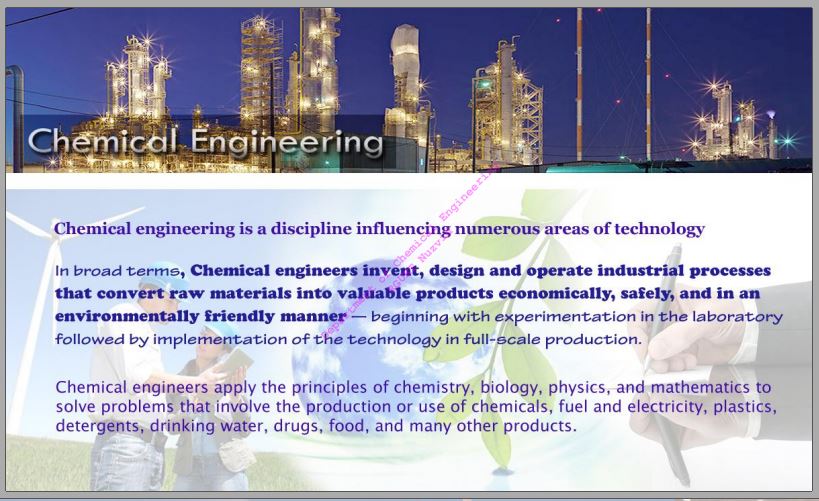 Chemical Engineering
Chemical engineering is a discipline influencing numerous areas of technology
In broad terms, Chemical engineers invent, design and operate industrial processes
that convert raw materials into valuable products economically, safely, and in an
environmentally friendly manner — beginning with experimentation in the laboratory
followed by implementation of the technology in full-scale production.
Chemical engineers apply the principles of chemistry, biology, physics, and mathematics to
solve problems that involve the production or use of chemicals, fuel and electricity, plastics,
detergents, drinking water, drugs, food, and many other products.
Department of Chemical Engineering